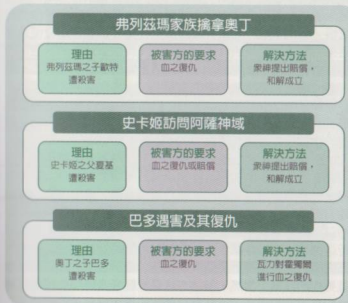 弗列茲瑪家族擒拿奧丁
理由
弗列茲瑪之子歐特
遭殺害
被害方的要求
血之復仇
解決方法
眾神提出賠償，
和解成立
史卡姬訪問阿薩神域
理由
史卡姬之父夏基
遭殺害
被害方的要求
血之復仇或賠償
解決方法
眾神提出賠償，
和解成立
巴多遇害及其復仇
理由
奧丁之子巴多
遭殺害
被害方的要求
血之復仇
解決方法
瓦力對霍獨爾
進行血之復仇